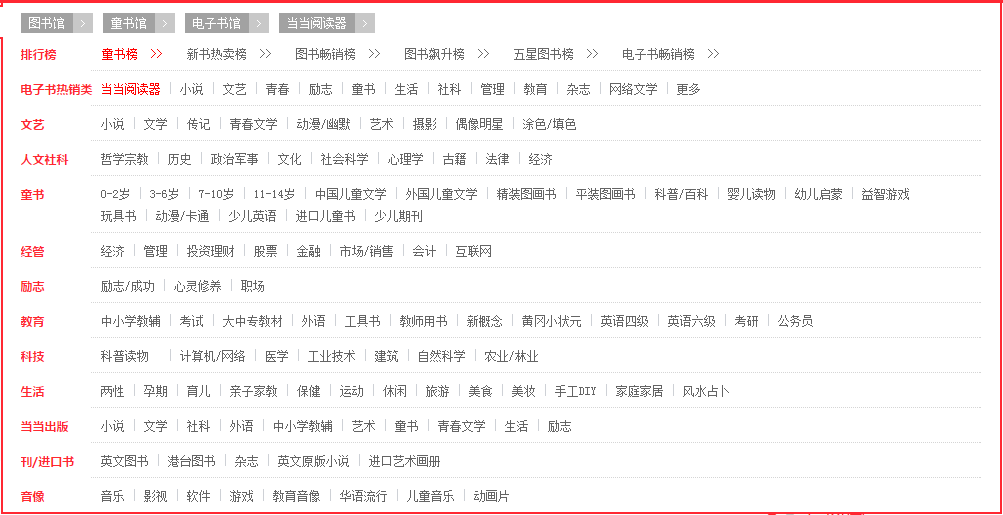 图书馆 > 童书馆 > 电子书馆 > 当当阅读器 >
排行榜 童书榜 >> 新书热卖榜 >> 图书畅销榜 >> 图书飙升榜 >> 五星图书榜 >> 电子书畅销榜 >>
电子书热销类 当当阅读器 | 小说 | 文艺 | 青春 | 励志 | 童书 | 生活 | 社科 | 管理 | 教育 | 杂志 | 网络文学 | 更多
文艺 小说 | 文学 | 传记 | 青春文学 | 动漫/幽默 | 艺术 | 摄影 | 偶像明星 | 涂色/填色
人文社科 哲学宗教 | 历史 | 政治军事 | 文化 | 社会科学 | 心理学 | 古籍 | 法律 | 经济
童书 0-2岁 | 3-6岁 | 7-10岁 | 11-14岁 | 中国儿童文学 | 外国儿童文学 | 精装图画书 | 平装图画书 | 科普/百科 | 婴儿读物 | 幼儿启蒙 | 益智游戏
玩具书 | 动漫/卡通 | 少儿英语 | 进口儿童书 | 少儿期刊
经管 经济 | 管理 | 投资理财 | 股票 | 金融 | 市场/销售 | 会计 | 互联网
励志 励志/成功 | 心灵修养 | 职场
教育 中小学教辅 | 考试 | 大中专教材 | 外语 | 工具书 | 教师用书 | 新概念 | 黄冈小状元 | 英语四级 | 英语六级 | 考研 | 公务员
科技 科普读物 | 计算机/网络 | 医学 | 工业技术 | 建筑 | 自然科学 | 农业/林业
生活 两性 | 孕期 | 育儿 | 亲子家教 | 保健 | 运动 | 休闲 | 旅游 | 美食 | 美妆 | 手工DIY | 家庭家居 | 风水占卜
当当出版 小说 | 文学 | 社科 | 外语 | 中小学教辅 | 艺术 | 童书 | 青春文学 | 生活 | 励志
刊/进口书 英文图书 | 港台图书 | 杂志 | 英文原版小说 | 进口艺术画册
音像 音乐 | 影视 | 软件 | 游戏 | 教育音像 | 华语流行 | 儿童音乐 | 动画片